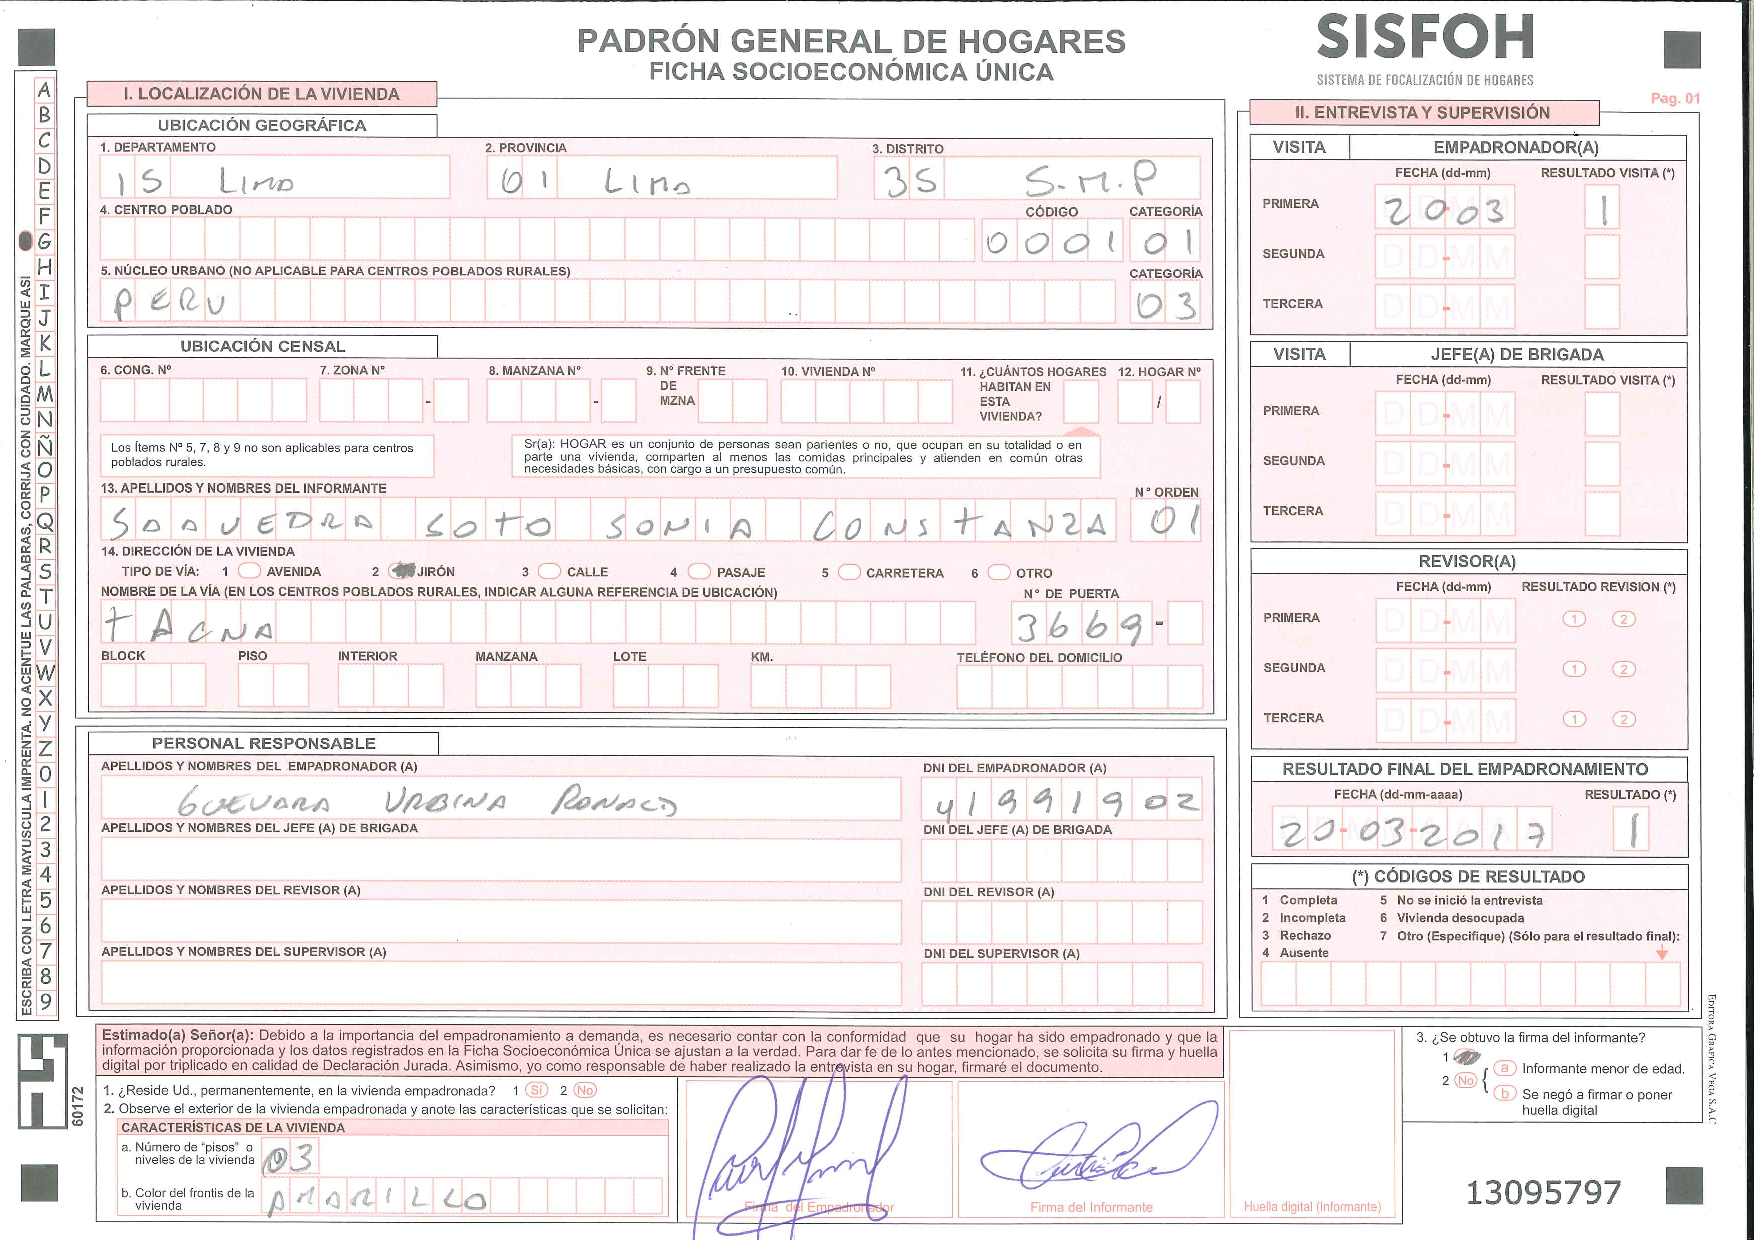 PADRÓN GENERAL DE HOGARES
FICHA SOCIOECONÓMICA ÚNICA
SISFOH
SISTEMA DE FOCALIZACIÓN DE HOGARES
Pag. 01
ESCRIBA CON LETRA MAYUSCULA IMPRENTA. NO ACENTUE LAS PALABRAS, CORRIJA CON CUIDADO. MARQUE ASI
A B C D E F G H I J K L M N Ñ O P Q R S T U V W X Y Z 0 1 2 3 4 5 6 7 8 9
I. LOCALIZACIÓN DE LA VIVIENDA
UBICACIÓN GEOGRÁFICA
1. DEPARTAMENTO 2. PROVINCIA 3. DISTRITO
15 LIMA 01 LIMA 35 S.M.P
4. CENTRO POBLADO CÓDIGO CATEGORÍA
0001 01
5. NÚCLEO URBANO (NO APLICABLE PARA CENTROS POBLADOS RURALES) CATEGORÍA
PERU 03
UBICACIÓN CENSAL
6. CONG. Nº 7. ZONA Nº 8. MANZANA Nº 9. Nº FRENTE DE MZNA 10. VIVIENDA Nº 11. ¿CUÁNTOS HOGARES HABITAN EN ESTA VIVIENDA? 12. HOGAR Nº
- - /
Los Ítems Nº 5, 7, 8 y 9 no son aplicables para centros
poblados rurales.
Sr(a): HOGAR es un conjunto de personas sean parientes o no, que ocupan en su totalidad o en
parte una vivienda, comparten al menos las comidas principales y atienden en común otras
necesidades básicas, con cargo a un presupuesto común.
13. APELLIDOS Y NOMBRES DEL INFORMANTE Nº ORDEN
SAAVEDRA SOTO SONIA CONSTANZA 01
14. DIRECCIÓN DE LA VIVIENDA
TIPO DE VÍA: 1 AVENIDA 2 JIRÓN 3 CALLE 4 PASAJE 5 CARRETERA 6 OTRO
NOMBRE DE LA VÍA (EN LOS CENTROS POBLADOS RURALES, INDICAR ALGUNA REFERENCIA DE UBICACIÓN) Nº DE PUERTA
TACNA 3669-
BLOCK PISO INTERIOR MANZANA LOTE KM. TELÉFONO DEL DOMICILIO
PERSONAL RESPONSABLE
APELLIDOS Y NOMBRES DEL EMPADRONADOR (A) DNI DEL EMPADRONADOR (A)
GUEVARA URBINA RONALD 41991902
APELLIDOS Y NOMBRES DEL JEFE (A) DE BRIGADA DNI DEL JEFE (A) DE BRIGADA
APELLIDOS Y NOMBRES DEL REVISOR (A) DNI DEL REVISOR (A)
APELLIDOS Y NOMBRES DEL SUPERVISOR (A) DNI DEL SUPERVISOR (A)
II. ENTREVISTA Y SUPERVISIÓN
VISITA EMPADRONADOR(A)
FECHA (dd-mm) RESULTADO VISITA (*)
PRIMERA 20-03 1
SEGUNDA DD-MM
TERCERA DD-MM
VISITA JEFE(A) DE BRIGADA
FECHA (dd-mm) RESULTADO VISITA (*)
PRIMERA DD-MM
SEGUNDA DD-MM
TERCERA DD-MM
REVISOR(A)
FECHA (dd-mm) RESULTADO REVISION (*)
PRIMERA DD-MM 1 2
SEGUNDA DD-MM 1 2
TERCERA DD-MM 1 2
RESULTADO FINAL DEL EMPADRONAMIENTO
FECHA (dd-mm-aaaa) RESULTADO (*)
20-03-2017 1
(*) CÓDIGOS DE RESULTADO
1 Completa 5 No se inició la entrevista
2 Incompleta 6 Vivienda desocupada
3 Rechazo 7 Otro (Especifique) (Sólo para el resultado final):
4 Ausente
Estimado(a) Señor(a): Debido a la importancia del empadronamiento a demanda, es necesario contar con la conformidad que su hogar ha sido empadronado y que la
información proporcionada y los datos registrados en la Ficha Socioeconómica Única se ajustan a la verdad. Para dar fe de lo antes mencionado, se solicita su firma y huella
digital por triplicado en calidad de Declaración Jurada. Asimismo, yo como responsable de haber realizado la entrevista en su hogar, firmaré el documento.
1. ¿Reside Ud., permanentemente, en la vivienda empadronada? 1 Sí 2 No
2. Observe el exterior de la vivienda empadronada y anote las características que se solicitan:
CARACTERÍSTICAS DE LA VIVIENDA
a. Número de "pisos" o
niveles de la vivienda 03
b. Color del frontis de la
vivienda AMARILLO
Firma del Empadronador
Firma del Informante
Huella digital (Informante)
3. ¿Se obtuvo la firma del informante?
1
2 No
a Informante menor de edad.
b Se negó a firmar o poner
huella digital
13095797
60172
EDITORA GRAFICA VEGA S.A.C